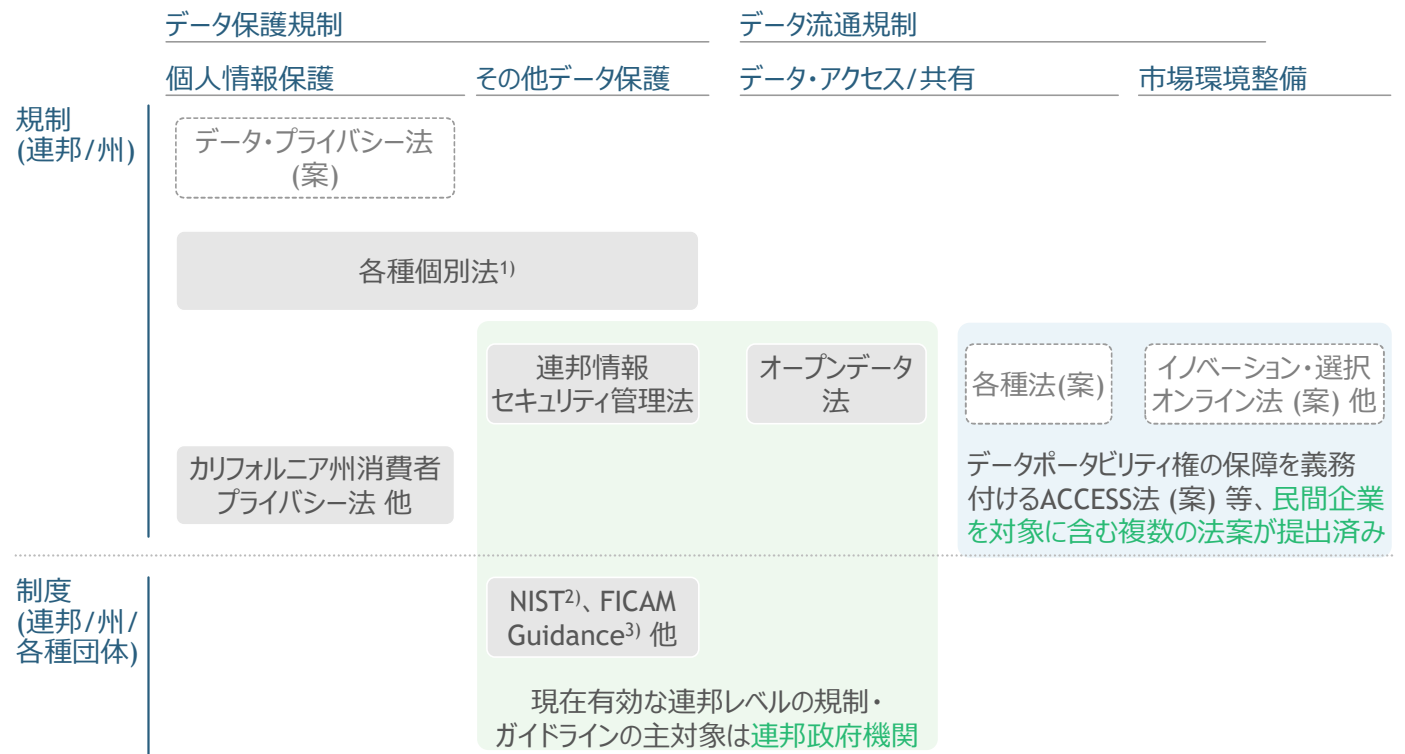 データ保護規制
データ流通規制
個人情報保護
その他データ保護
データ・アクセス/共有
市場環境整備
規制
(連邦/州)
データ・プライバシー法
(案)
各種個別法1)
連邦情報
セキュリティ管理法
オープンデータ
法
各種法(案)
イノベーション・選択
オンライン法 (案) 他
カリフォルニア州消費者
プライバシー法 他
データポータビリティ権の保障を義務
付けるACCESS法 (案) 等、民間企業
を対象に含む複数の法案が提出済み
制度
(連邦/州/
各種団体)
NIST2)、FICAM
Guidance3) 他
現在有効な連邦レベルの規制・
ガイドラインの主対象は連邦政府機関